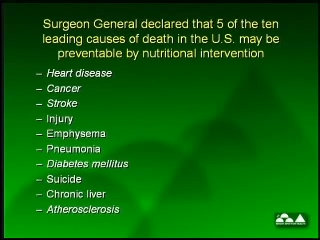 Surgeon General declared that 5 of the ten
leading causes of death in the U.S. may be
preventable by nutritional intervention
– Heart disease
– Cancer
– Stroke
– Injury
– Emphysema
– Pneumonia
– Diabetes mellitus
– Suicide
– Chronic liver
– Atherosclerosis